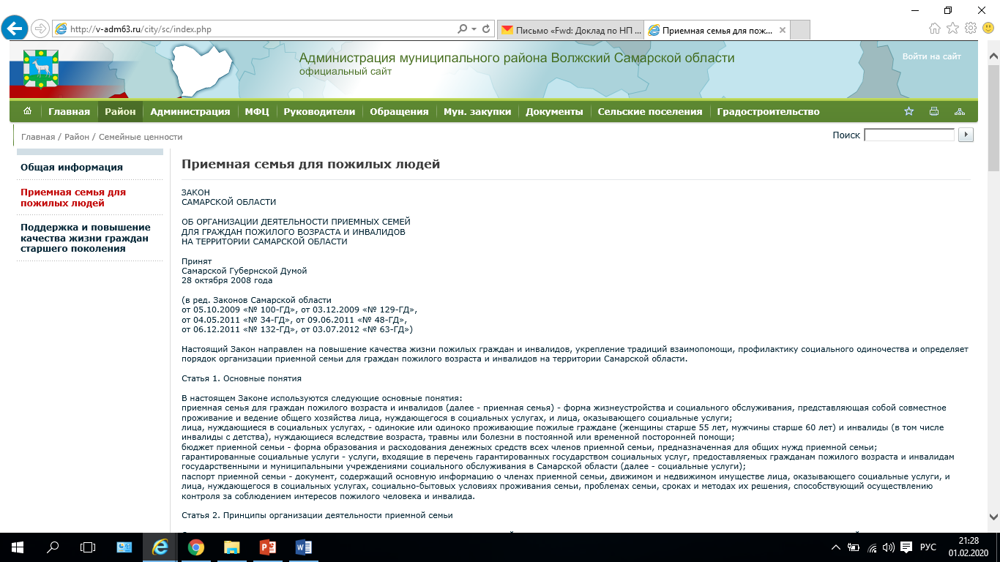 http://v-adm63.ru/city/sc/index.php
Письмо «Fwd: Доклад по НП ...
Приемная семья для пож...
Администрация муниципального района Волжский Самарской области
официальный сайт
Войти на сайт
Главная
Район
Администрация
МФЦ
Руководители
Обращения
Мун. закупки
Документы
Сельские поселения
Градостроительство
Главная / Район / Семейные ценности
Поиск
Общая информация
Приемная семья для
пожилых людей
Поддержка и повышение
качества жизни граждан
старшего поколения
Приемная семья для пожилых людей
ЗАКОН
САМАРСКОЙ ОБЛАСТИ
ОБ ОРГАНИЗАЦИИ ДЕЯТЕЛЬНОСТИ ПРИЕМНЫХ СЕМЕЙ
ДЛЯ ГРАЖДАН ПОЖИЛОГО ВОЗРАСТА И ИНВАЛИДОВ
НА ТЕРРИТОРИИ САМАРСКОЙ ОБЛАСТИ
Принят
Самарской Губернской Думой
28 октября 2008 года
(в ред. Законов Самарской области
от 05.10.2009 «№ 100-ГД», от 03.12.2009 «№ 129-ГД»,
от 04.05.2011 «№ 34-ГД», от 09.06.2011 «№ 48-ГД»,
от 06.12.2011 «№ 132-ГД», от 03.07.2012 «№ 63-ГД»)
Настоящий Закон направлен на повышение качества жизни пожилых граждан и инвалидов, укрепление традиций взаимопомощи, профилактику социального одиночества и определяет
порядок организации приемной семьи для граждан пожилого возраста и инвалидов на территории Самарской области.
Статья 1. Основные понятия
В настоящем Законе используются следующие основные понятия:
приемная семья для граждан пожилого возраста и инвалидов (далее - приемная семья) - форма жизнеустройства и социального обслуживания, представляющая собой совместное
проживание и ведение общего хозяйства лица, нуждающегося в социальных услугах, и лица, оказывающего социальные услуги;
лица, нуждающиеся в социальных услугах, - одинокие или одиноко проживающие пожилые граждане (женщины старше 55 лет, мужчины старше 60 лет) и инвалиды (в том числе
инвалиды с детства), нуждающиеся вследствие возраста, травмы или болезни в постоянной или временной посторонней помощи;
бюджет приемной семьи - форма образования и расходования денежных средств всех членов приемной семьи, предназначенная для общих нужд приемной семьи;
гарантированные социальные услуги - услуги, входящие в перечень гарантированных государством социальных услуг, предоставляемых гражданам пожилого возраста и инвалидам
государственными и муниципальными учреждениями социального обслуживания в Самарской области (далее - социальные услуги);
паспорт приемной семьи - документ, содержащий основную информацию о членах приемной семьи, движимом и недвижимом имуществе лица, оказывающего социальные услуги, и
лица, нуждающегося в социальных услугах, социально-бытовых условиях проживания семьи, проблемах семьи, сроках и методах их решения, способствующий осуществлению
контроля за соблюдением интересов пожилого человека и инвалида.
Статья 2. Принципы организации деятельности приемной семьи
РУС
21:28
01.02.2020